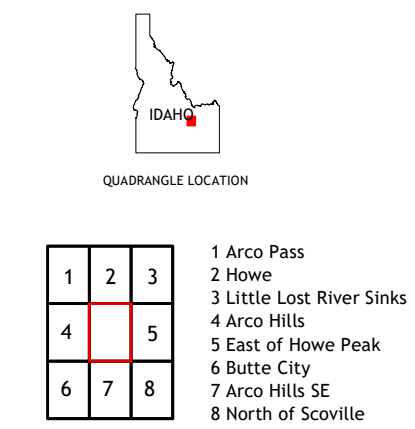 IDAHO
QUADRANGLE LOCATION
1 2 3
4 5
6 7 8
1 Arco Pass
2 Howe
3 Little Lost River Sinks
4 Arco Hills
5 East of Howe Peak
6 Butte City
7 Arco Hills SE
8 North of Scoville